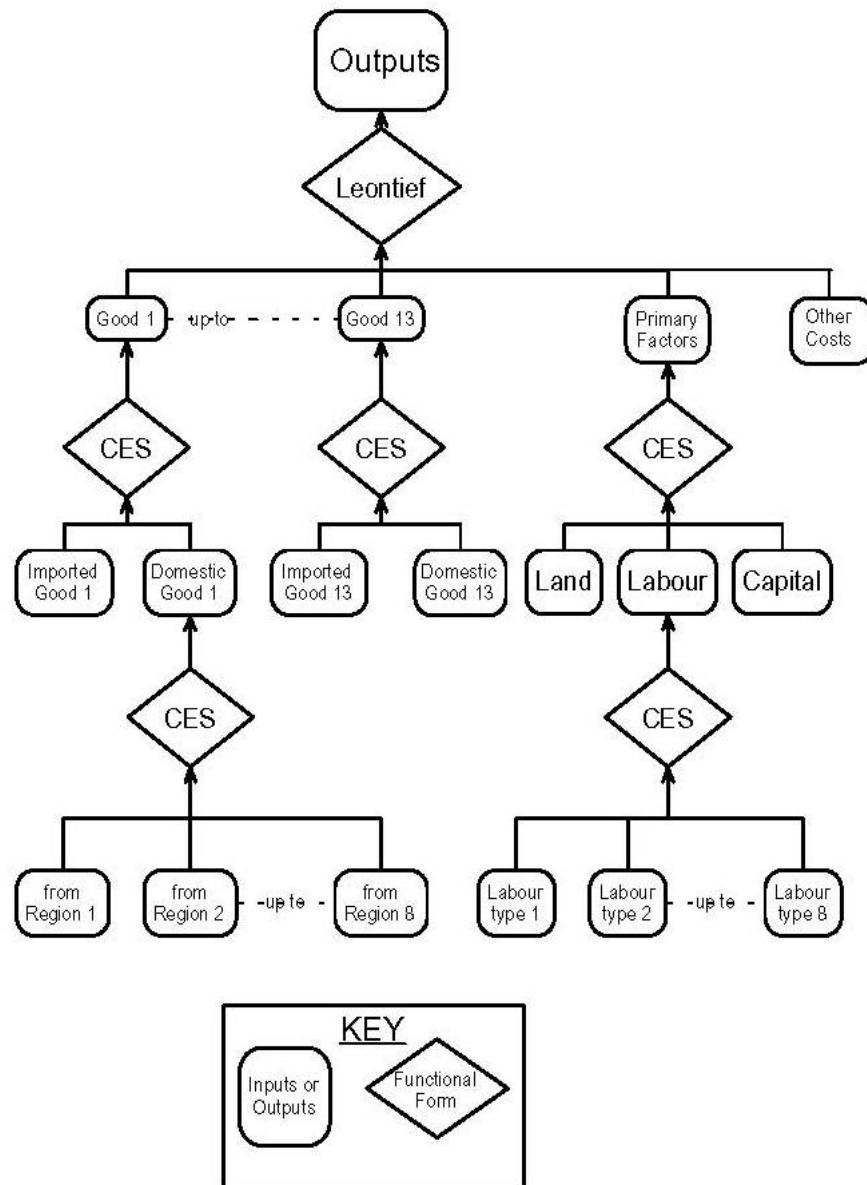 Outputs
Leontief
Good 1
up to
Good 13
Primary
Factors
Other
Costs
CES
CES
CES
Imported
Good 1
Domestic
Good 1
Imported
Good 13
Domestic
Good 13
Land
Labour
Capital
CES
CES
from
Region 1
from
Region 2
up to
from
Region 8
Labour
type 1
Labour
type 2
up to
Labour
type 8
KEY
Inputs or
Outputs
Functional
Form